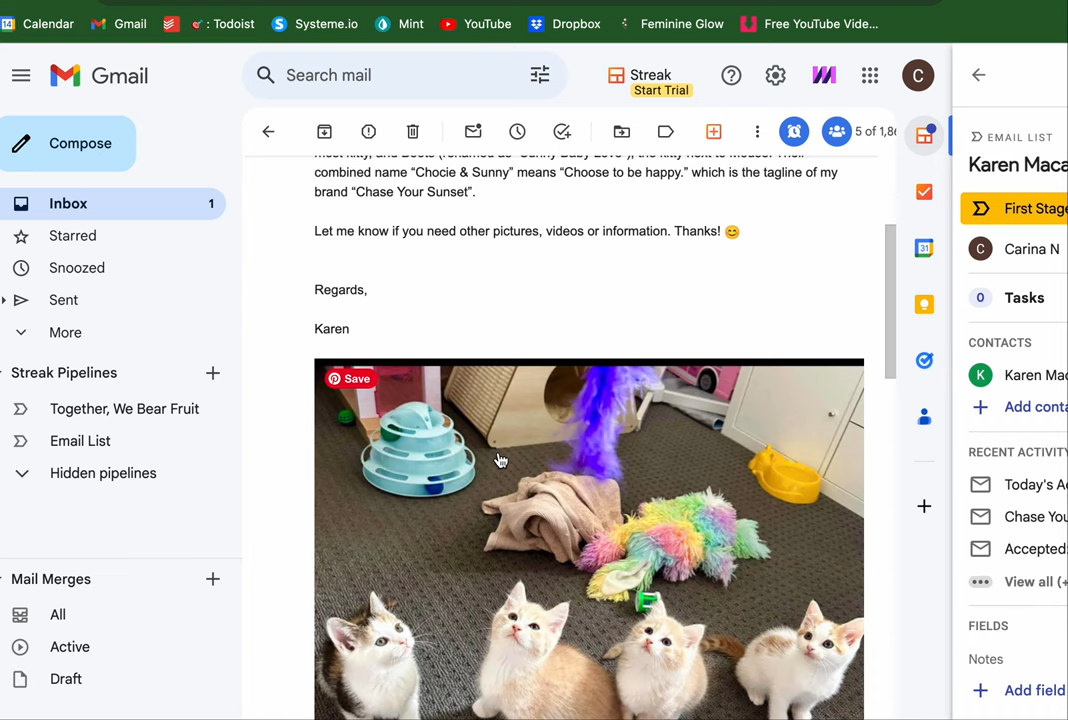 Calendar
Gmail
: Todoist
Systeme.io
Mint
YouTube
Dropbox
Feminine Glow
Free YouTube Vide...
Gmail
Search mail
Streak
Start Trial
C
5 of 1,8
Compose
Inbox 1
Starred
Snoozed
Sent
More
Streak Pipelines
Together, We Bear Fruit
Email List
Hidden pipelines
Mail Merges
All
Active
Draft
combined name “Chocie & Sunny” means “Choose to be happy.” which is the tagline of my
brand “Chase Your Sunset”.
Let me know if you need other pictures, videos or information. Thanks! 😊
Regards,
Karen
Save
31
EMAIL LIST
Karen Maca
First Stage
C Carina N
0 Tasks
CONTACTS
K Karen Mac
Add conta
RECENT ACTIVITY
Today's A
Chase You
Accepted:
View all (+
FIELDS
Notes
Add field